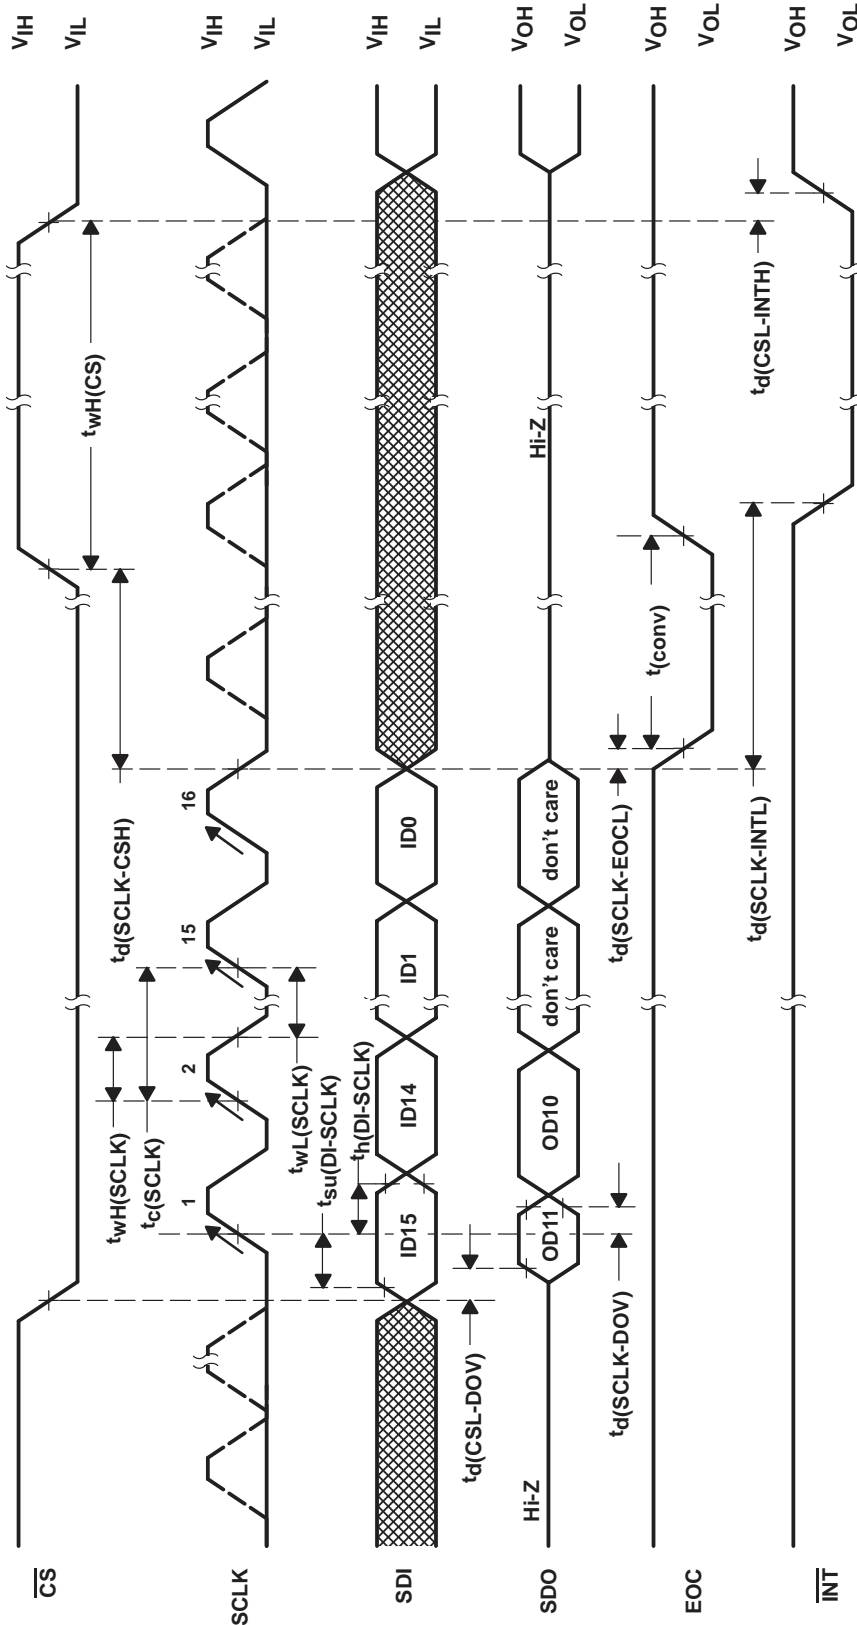 CS
VIH
VIL
twH(CS)
td(SCLK-CSH)
twH(SCLK)
tc(SCLK)
SCLK
1
2
15
16
VIH
VIL
twL(SCLK)
tsu(DI-SCLK)
th(DI-SCLK)
SDI
ID15
ID14
ID1
ID0
VIH
VIL
td(CSL-DOV)
SDO
Hi-Z
OD11
OD10
don't care
don't care
Hi-Z
VOH
VOL
td(SCLK-DOV)
td(SCLK-EOCL)
t(conv)
EOC
VOH
VOL
td(SCLK-INTL)
td(CSL-INTH)
INT
VOH
VOL